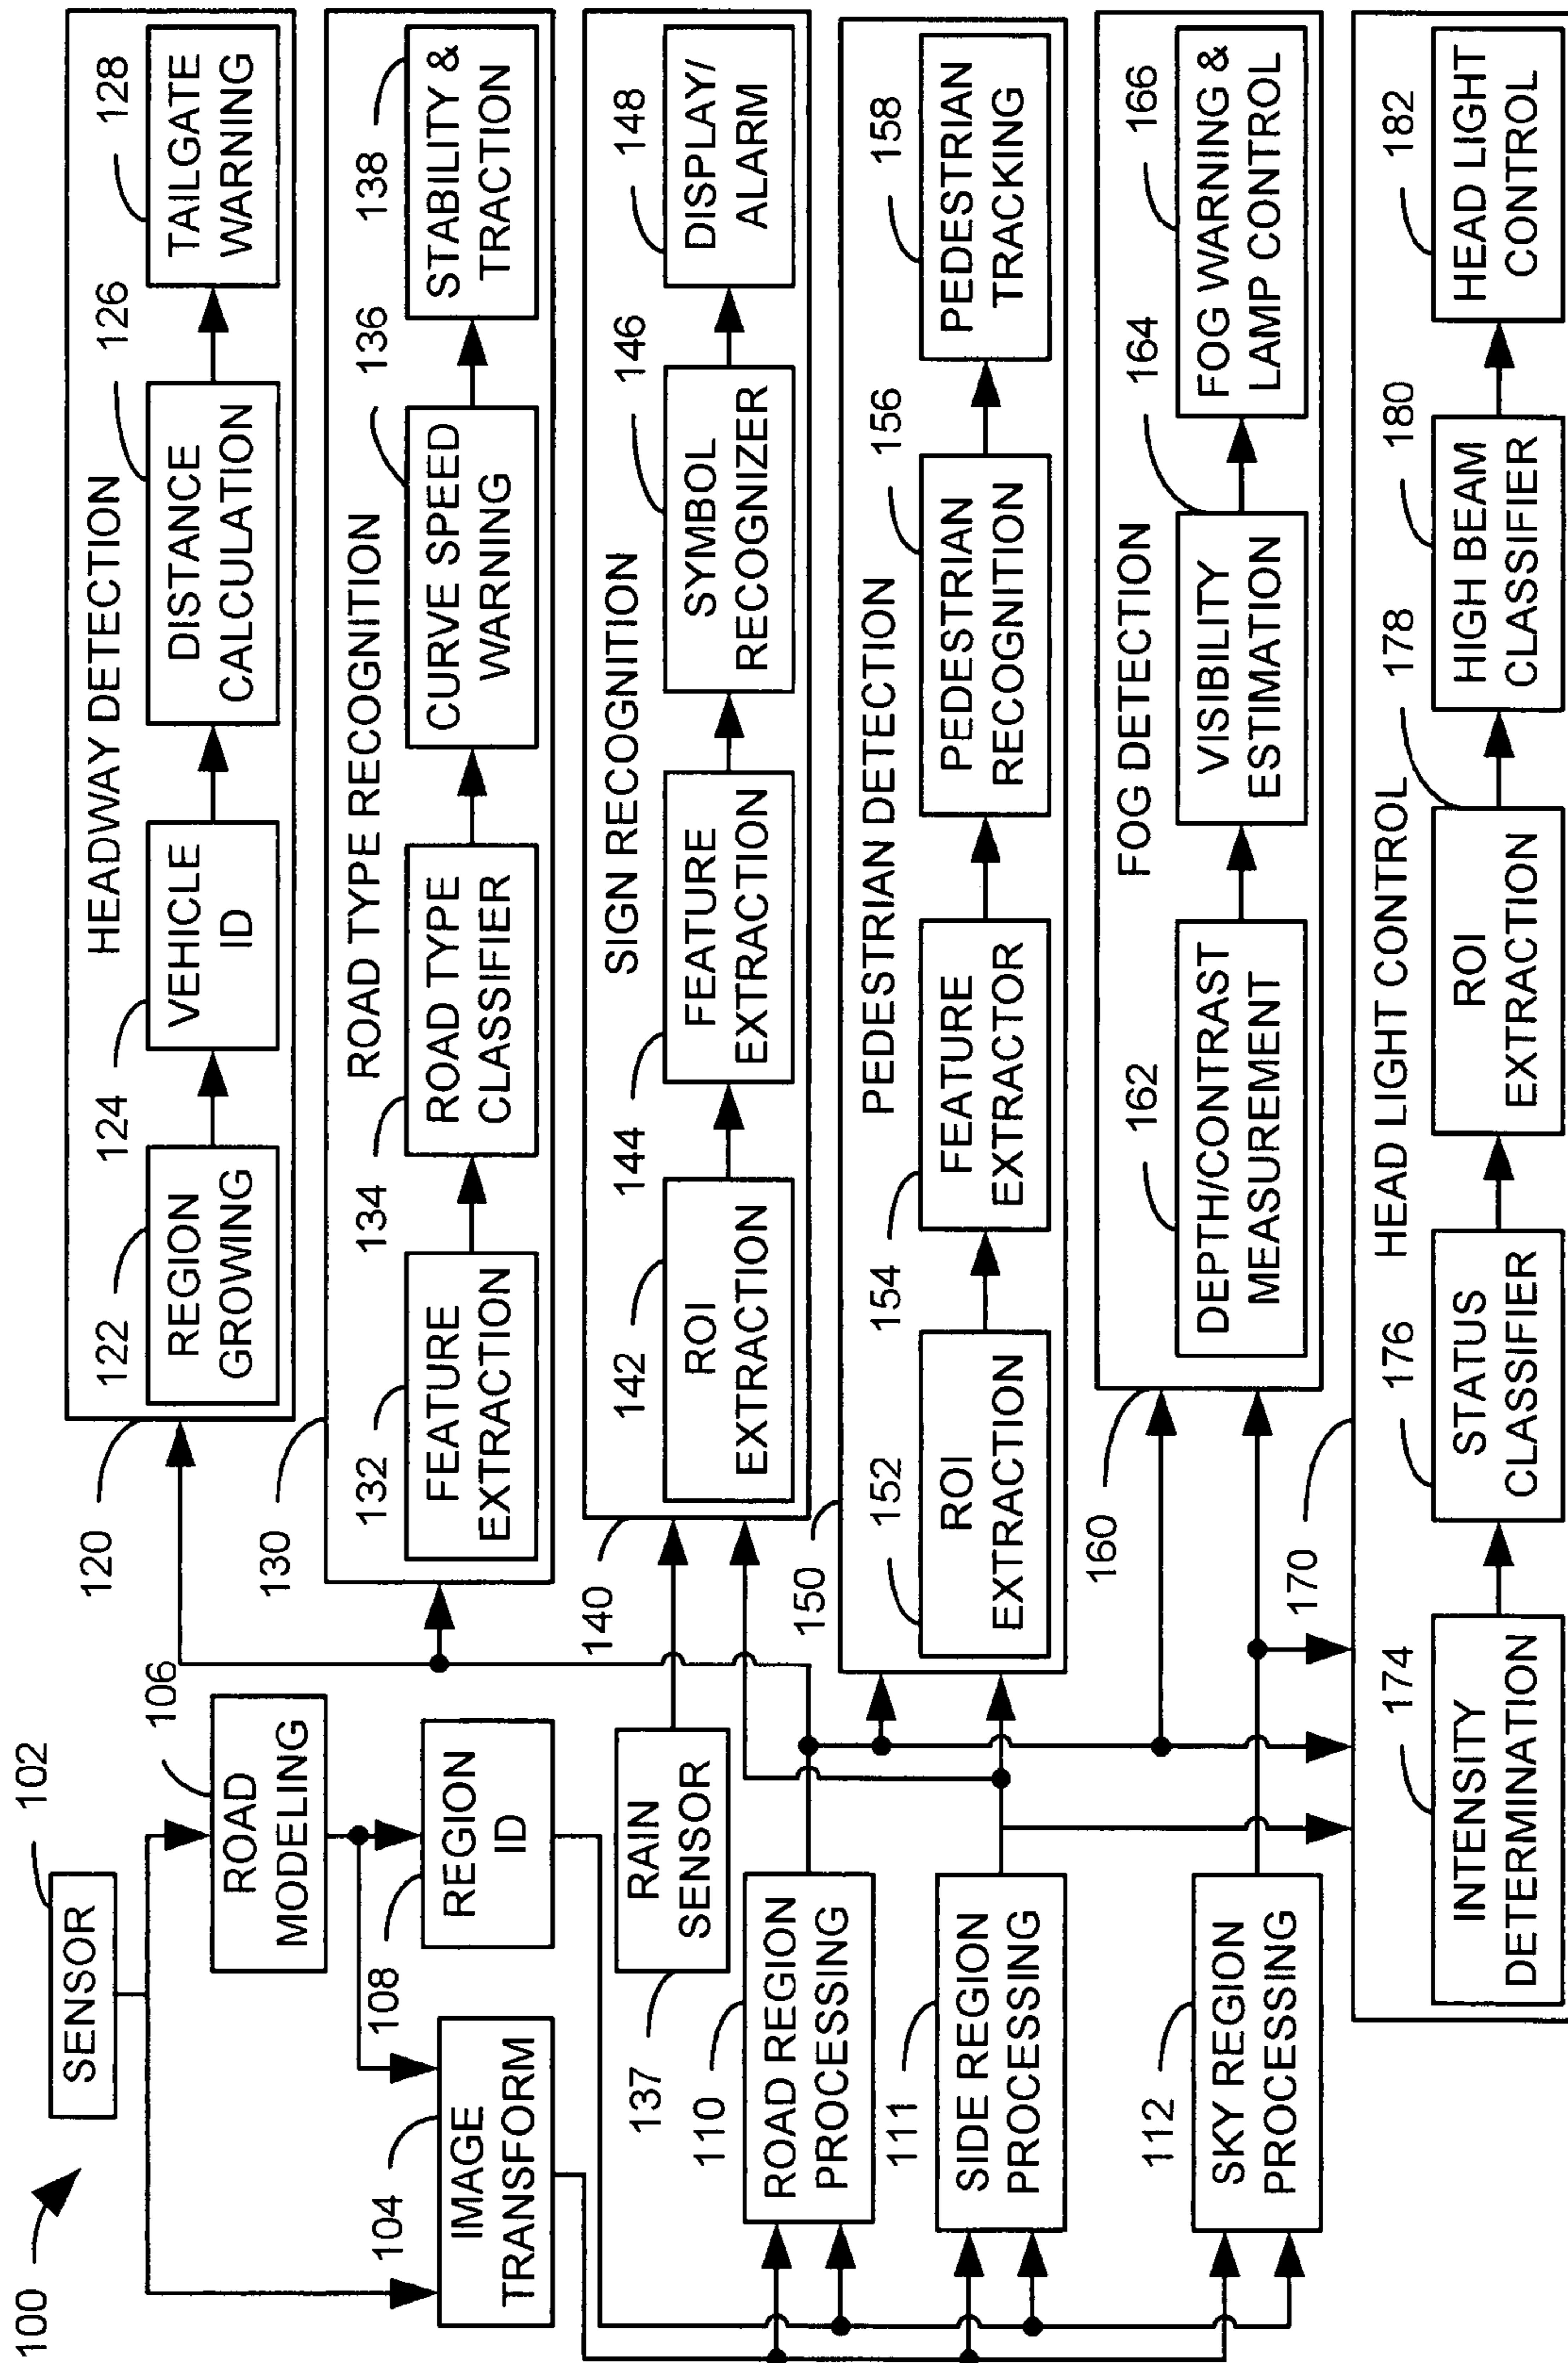 100
SENSOR
102
ROAD
MODELING
106
IMAGE
TRANSFORM
104
REGION
ID
108
RAIN
SENSOR
137
ROAD REGION
PROCESSING
110
SIDE REGION
PROCESSING
111
SKY REGION
PROCESSING
112
120
HEADWAY DETECTION
122
REGION
GROWING
124
VEHICLE
ID
126
DISTANCE
CALCULATION
128
TAILGATE
WARNING
130
ROAD TYPE RECOGNITION
132
FEATURE
EXTRACTION
134
ROAD TYPE
CLASSIFIER
136
CURVE SPEED
WARNING
138
STABILITY &
TRACTION
140
SIGN RECOGNITION
142
ROI
EXTRACTION
144
FEATURE
EXTRACTION
146
SYMBOL
RECOGNIZER
148
DISPLAY/
ALARM
150
PEDESTRIAN DETECTION
152
ROI
EXTRACTION
154
FEATURE
EXTRACTOR
156
PEDESTRIAN
RECOGNITION
158
PEDESTRIAN
TRACKING
160
FOG DETECTION
162
DEPTH/CONTRAST
MEASUREMENT
164
VISIBILITY
ESTIMATION
166
FOG WARNING &
LAMP CONTROL
170
HEAD LIGHT CONTROL
174
INTENSITY
DETERMINATION
176
STATUS
CLASSIFIER
178
ROI
EXTRACTION
180
HIGH BEAM
CLASSIFIER
182
HEAD LIGHT
CONTROL